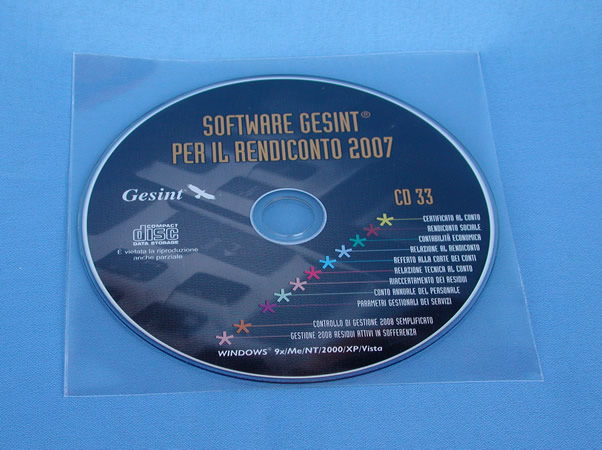 SOFTWARE GESINT®
PER IL RENDICONTO 2007
Gesint
CD 33
COMPACT
disc
DATA STORAGE
È vietata la riproduzione
anche parziale
CERTIFICATO AL CONTO
RENDICONTO SOCIALE
CONTABILITÀ ECONOMICA
RELAZIONE AL RENDICONTO
REFERTO ALLA CORTE DEI CONTI
RELAZIONE TECNICA AL CONTO
RIACCERTAMENTO DEI RESIDUI
CONTO ANNUALE DEL PERSONALE
PARAMETRI GESTIONALI DEI SERVIZI
CONTROLLO DI GESTIONE 2008 SEMPLIFICATO
GESTIONE 2008 RESIDUI ATTIVI IN SOFFERENZA
WINDOWS® 9x/Me/NT/2000/XP/Vista